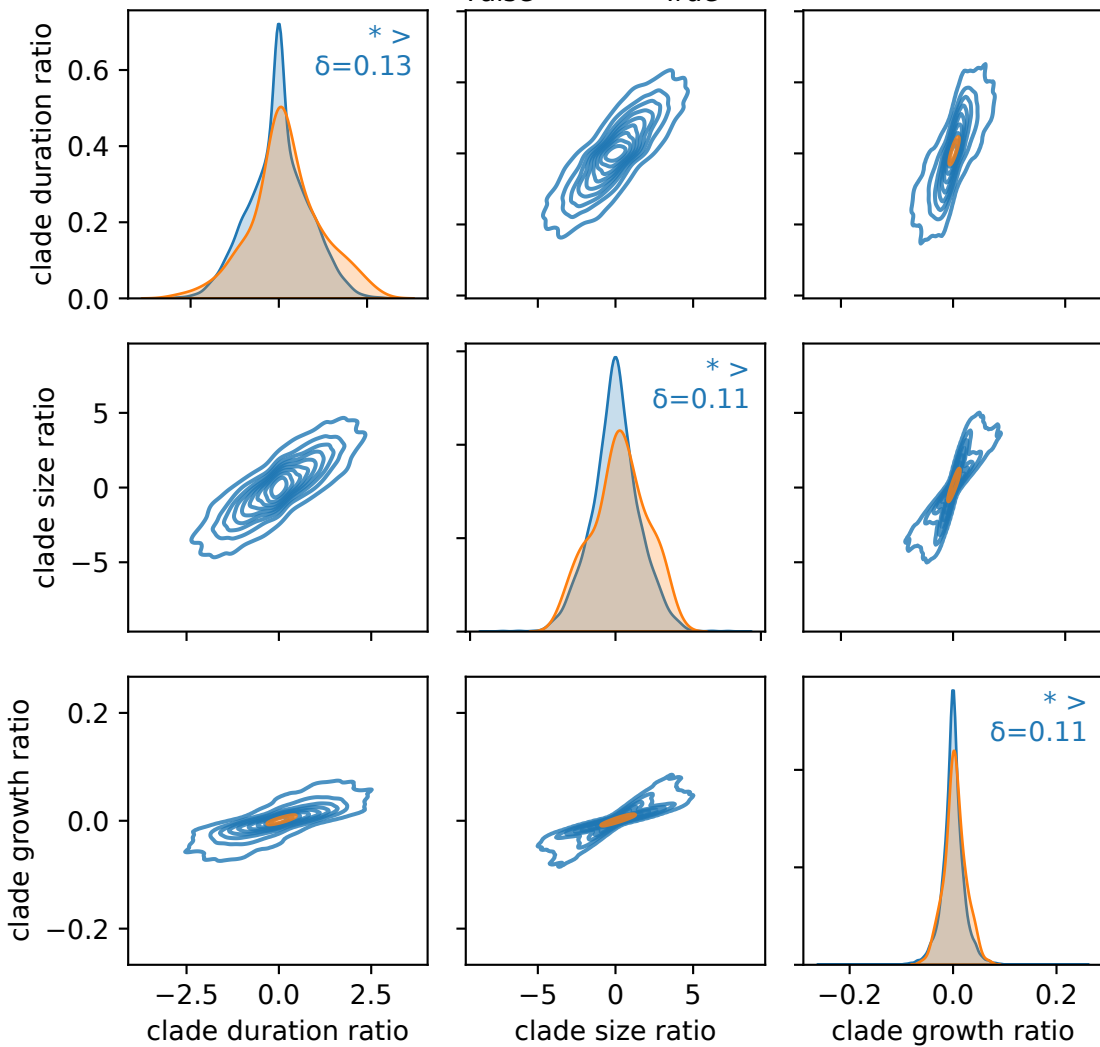 clade duration ratio
0.6
0.4
0.2
0.0
* >
δ=0.13
clade size ratio
5
0
−5
* >
δ=0.11
clade growth ratio
0.2
0.0
−0.2
* >
δ=0.11
−2.5 0.0 2.5
−5 0 5
−0.2 0.0 0.2
clade duration ratio
clade size ratio
clade growth ratio